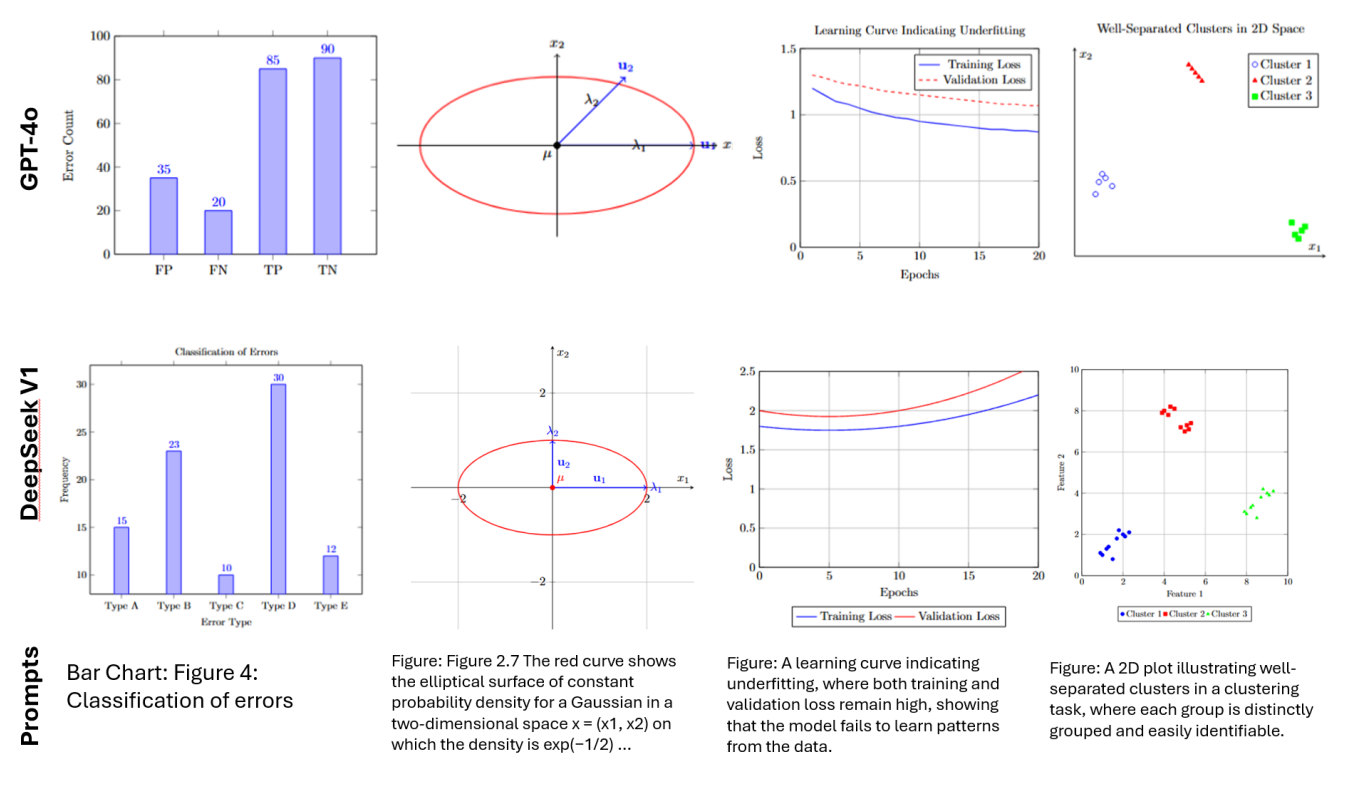 GPT-4o
100
80
60
40
20
0
Error Count
35
20
85
90
FP FN TP TN
x2
u2
λ2
μ
λ1
u1 x
Learning Curve Indicating Underfitting
1.5
1
0.5
0
Loss
Training Loss
Validation Loss
0 5 10 15 20
Epochs
Well-Separated Clusters in 2D Space
x2
Cluster 1
Cluster 2
Cluster 3
x1
DeepSeek V1
Classification of Errors
30
25
20
15
10
Frequency
15
23
10
30
12
Type A Type B Type C Type D Type E
Error Type
x2
2
λ2
u2
μ
u1
λ1
x1
−2
2
−2
2.5
2
1.5
1
0.5
0
Loss
0 5 10 15 20
Epochs
Training Loss Validation Loss
10
8
6
4
2
0
Feature 2
0 2 4 6 8 10
Feature 1
Cluster 1 Cluster 2 Cluster 3
Prompts
Bar Chart: Figure 4:
Classification of errors
Figure: Figure 2.7 The red curve shows
the elliptical surface of constant
probability density for a Gaussian in a
two-dimensional space x = (x1, x2) on
which the density is exp(−1/2) ...
Figure: A learning curve indicating
underfitting, where both training and
validation loss remain high, showing
that the model fails to learn patterns
from the data.
Figure: A 2D plot illustrating well-
separated clusters in a clustering
task, where each group is distinctly
grouped and easily identifiable.